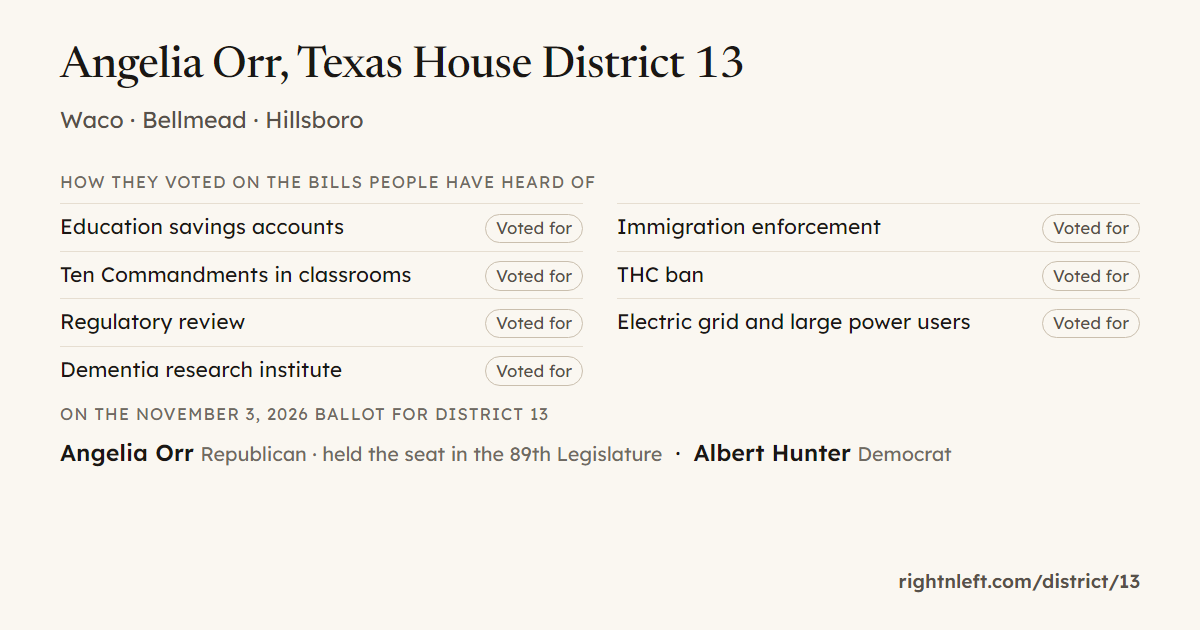 Angelia Orr, Texas House District 13
Waco · Bellmead · Hillsboro
HOW THEY VOTED ON THE BILLS PEOPLE HAVE HEARD OF
Education savings accounts Voted for
Ten Commandments in classrooms Voted for
Regulatory review Voted for
Dementia research institute Voted for
Immigration enforcement Voted for
THC ban Voted for
Electric grid and large power users Voted for
ON THE NOVEMBER 3, 2026 BALLOT FOR DISTRICT 13
Angelia Orr Republican · held the seat in the 89th Legislature · Albert Hunter Democrat
rightnleft.com/district/13